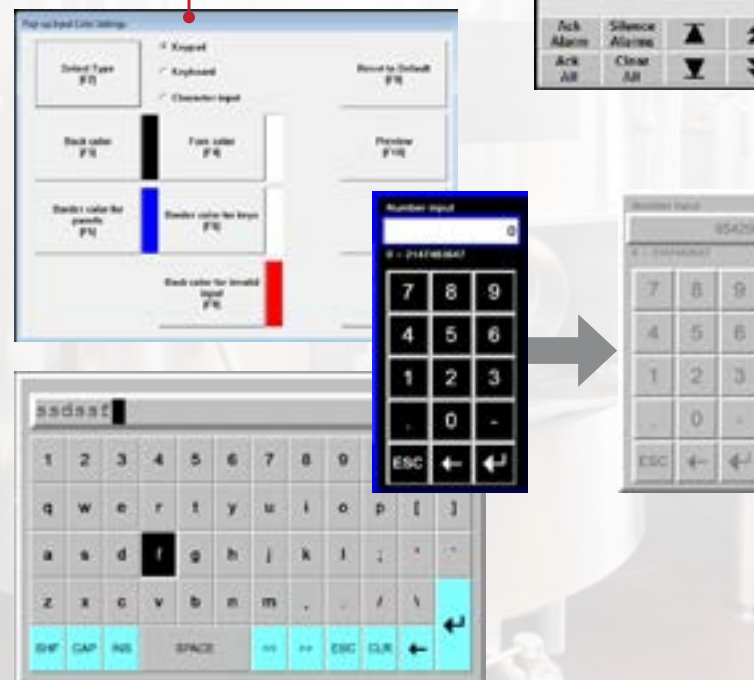 Pop-up Input Color Settings
Select Type
[F2]
Keypad
Keyboard
Character input
Reset to Default
[F9]
Back color
[F3]
Fore color
[F4]
Preview
[F10]
Border color for
panels
[F5]
Border color for keys
[F6]
Back color for invalid
input
Ack
Alarm
Silence
Alarms
Ack
All
Clear
All
Number input
0
0 - 2147483647
7 8 9
4 5 6
1 2 3
. 0 -
ESC
Number input
7 8 9
4 5 6
1 2 3
. 0 -
ESC
ssdssf
1 2 3 4 5 6 7 8 9
q w e r t y u i o p [ ]
a s d f g h j k l ;
z x c v b n m . / \
SHF CAP INS SPACE << >> ESC CLR